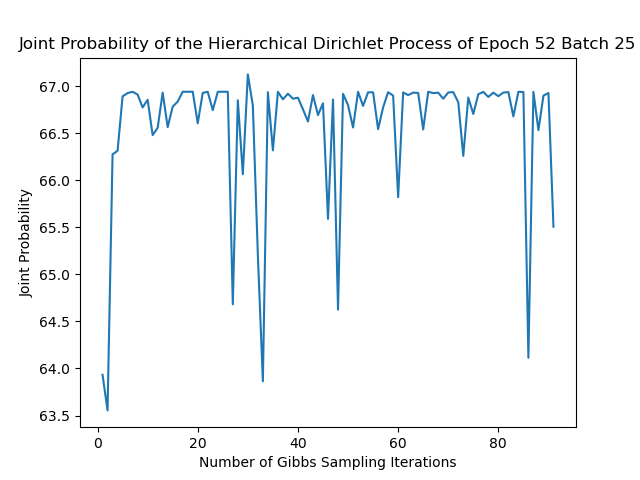 Joint Probability of the Hierarchical Dirichlet Process of Epoch 52 Batch 25
67.0
66.5
66.0
65.5
65.0
64.5
64.0
63.5
Joint Probability
0 20 40 60 80
Number of Gibbs Sampling Iterations